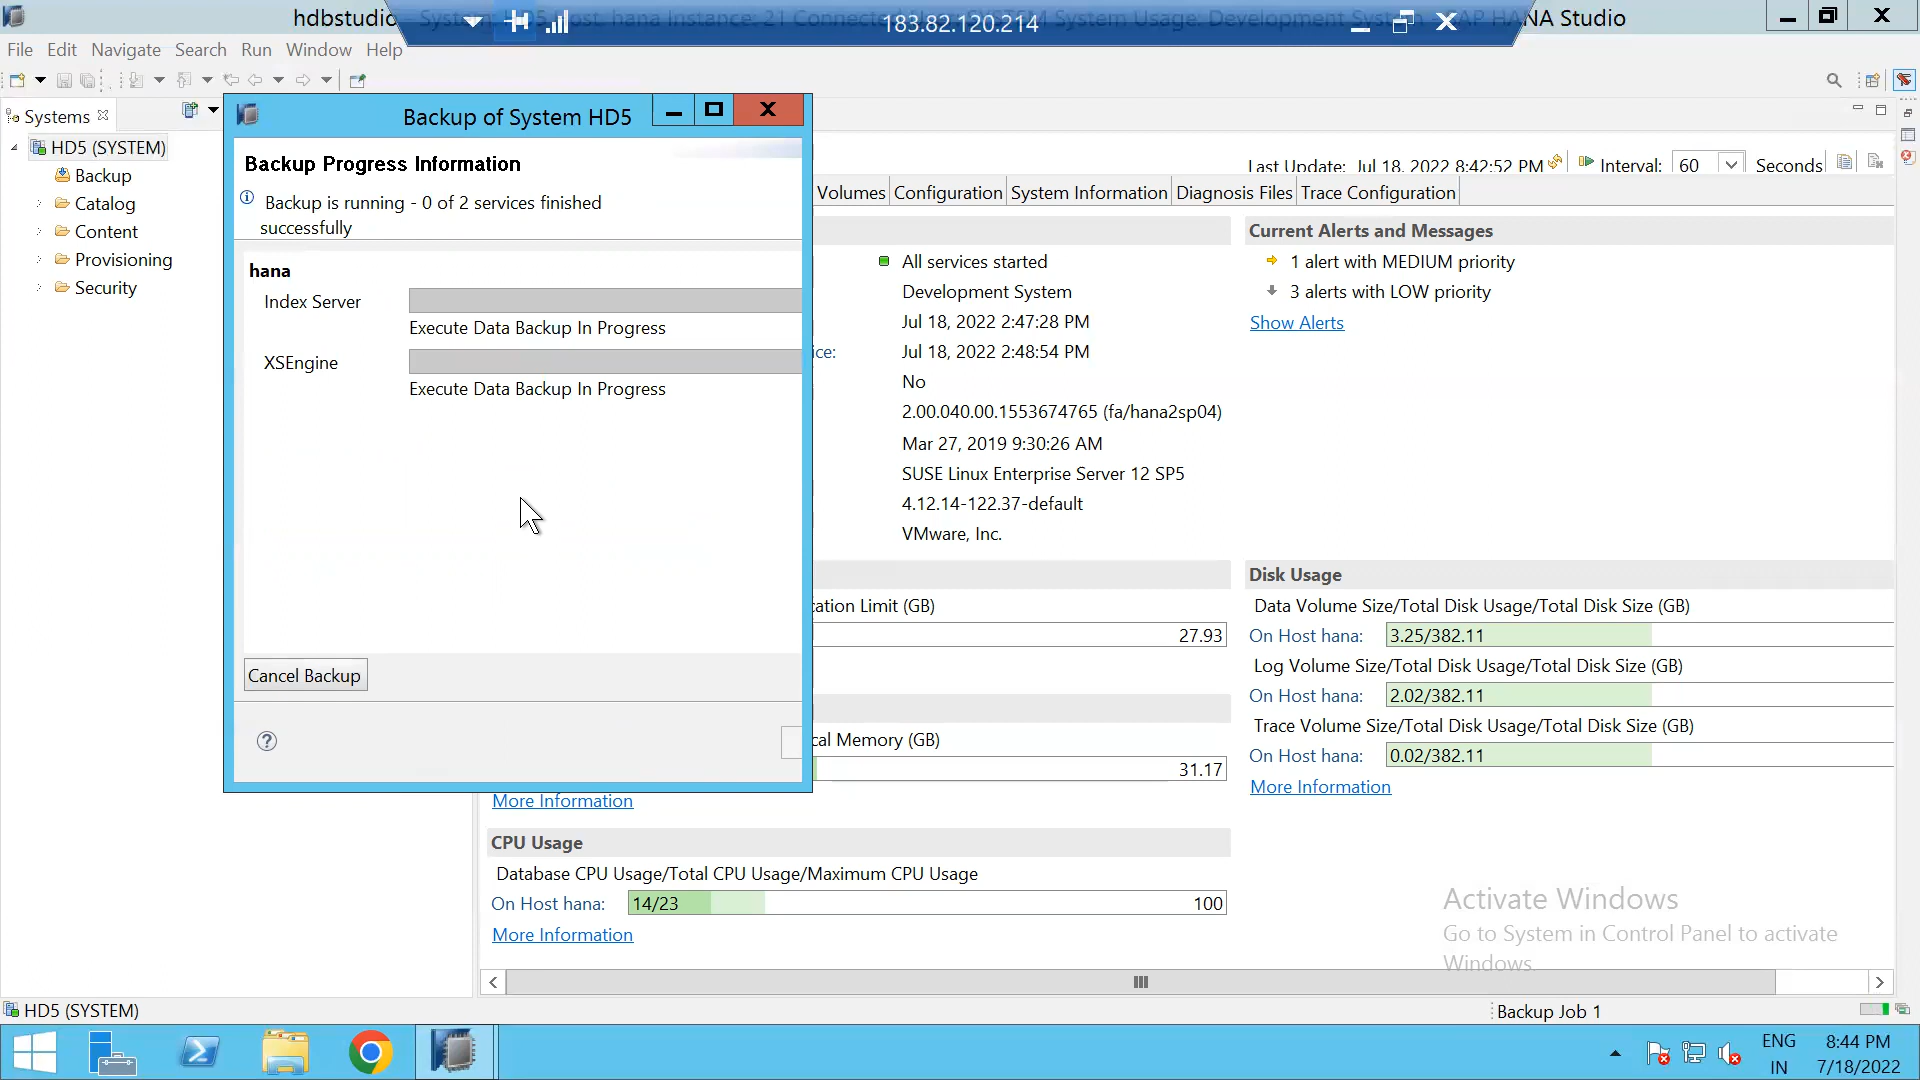 hdbstudio
183.82.120.214
HANA Studio
File Edit Navigate Search Run Window Help
Systems
HD5 (SYSTEM)
Backup
Catalog
Content
Provisioning
Security
Backup of System HD5
Backup Progress Information
Backup is running - 0 of 2 services finished
successfully
hana
Index Server
Execute Data Backup In Progress
XSEngine
Execute Data Backup In Progress
Cancel Backup
Last Update: Jul 18, 2022 8:42:52 PM Interval: 60 Seconds
Volumes Configuration System Information Diagnosis Files Trace Configuration
All services started
Development System
Jul 18, 2022 2:47:28 PM
ice: Jul 18, 2022 2:48:54 PM
No
2.00.040.00.1553674765 (fa/hana2sp04)
Mar 27, 2019 9:30:26 AM
SUSE Linux Enterprise Server 12 SP5
4.12.14-122.37-default
VMware, Inc.
cation Limit (GB)
27.93
cal Memory (GB)
31.17
More Information
CPU Usage
Database CPU Usage/Total CPU Usage/Maximum CPU Usage
On Host hana: 14/23 100
More Information
Current Alerts and Messages
1 alert with MEDIUM priority
3 alerts with LOW priority
Show Alerts
Disk Usage
Data Volume Size/Total Disk Usage/Total Disk Size (GB)
On Host hana: 3.25/382.11
Log Volume Size/Total Disk Usage/Total Disk Size (GB)
On Host hana: 2.02/382.11
Trace Volume Size/Total Disk Usage/Total Disk Size (GB)
On Host hana: 0.02/382.11
More Information
Activate Windows
Go to System in Control Panel to activate
Windows.
HD5 (SYSTEM)
Backup Job 1
ENG 8:44 PM
IN 7/18/2022